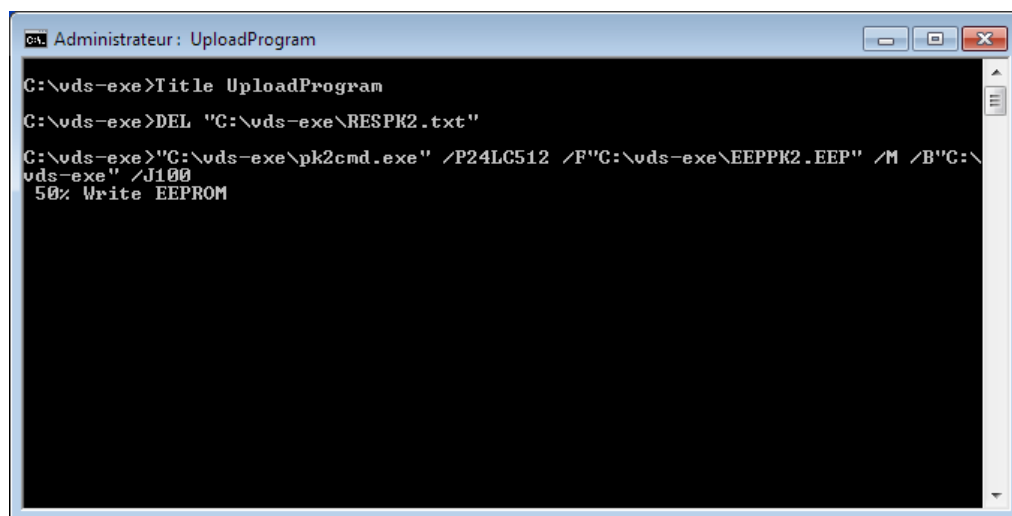 Administrateur : UploadProgram
C:\vds-exe>Title UploadProgram
C:\vds-exe>DEL "C:\vds-exe\RESPK2.txt"
C:\vds-exe>"C:\vds-exe\pk2cmd.exe" /P24LC512 /F"C:\vds-exe\EEPPK2.EEP" /M /B"C:\
vds-exe" /J100
50% Write EEPROM